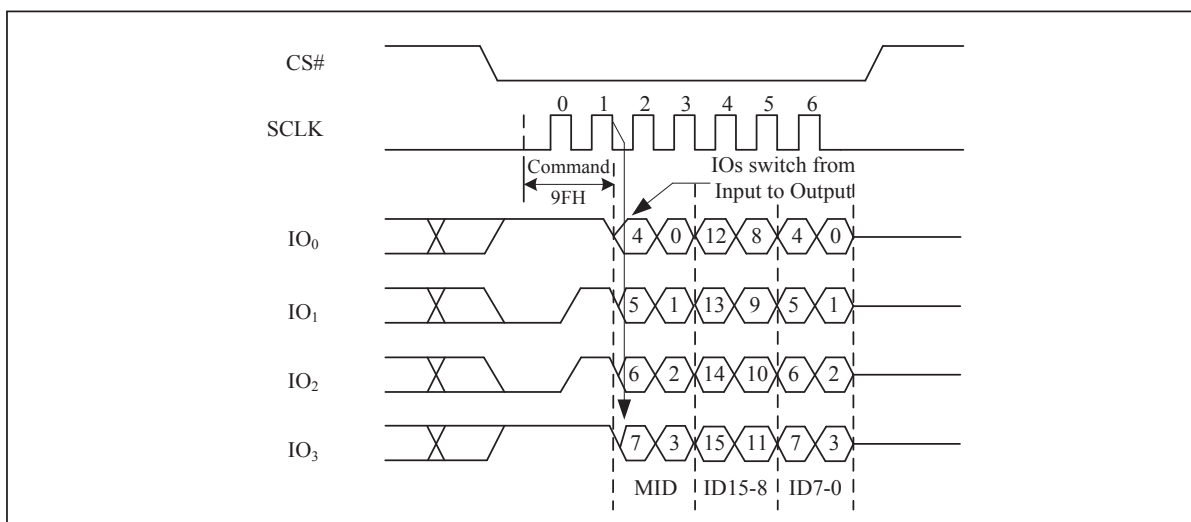 CS#
0 1 2 3 4 5 6
SCLK
Command
9FH
IOs switch from
Input to Output
IO₀
4 0 12 8 4 0
IO₁
5 1 13 9 5 1
IO₂
6 2 14 10 6 2
IO₃
7 3 15 11 7 3
MID ID15-8 ID7-0